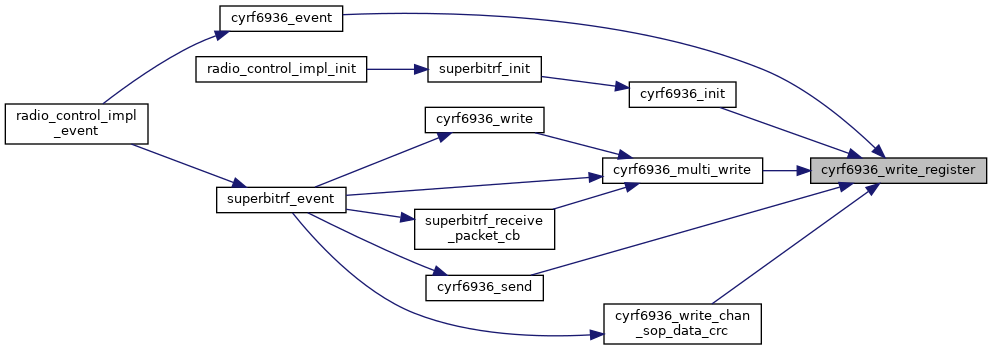 cyrf6936_event
radio_control_impl_init
superbitrf_init
cyrf6936_init
radio_control_impl
_event
cyrf6936_write
cyrf6936_multi_write
cyrf6936_write_register
superbitrf_event
superbitrf_receive
_packet_cb
cyrf6936_send
cyrf6936_write_chan
_sop_data_crc